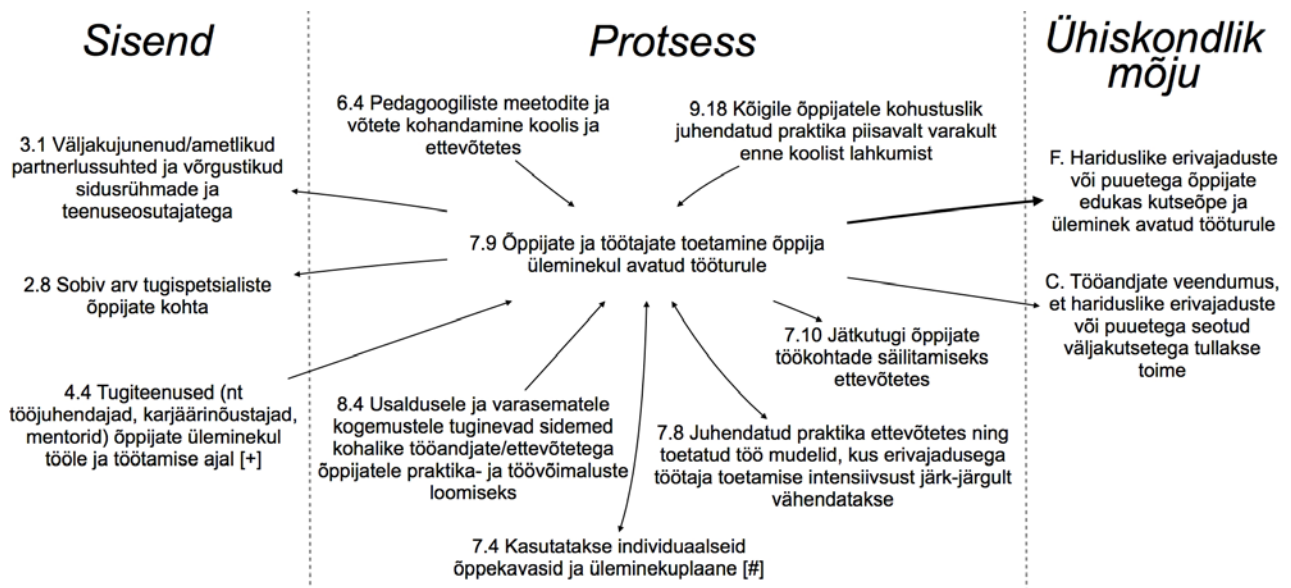 Sisend
3.1 Väljakujunenud/ametlikud
partnerlussuhted ja võrgustikud
sidusrühmade ja
teenuseosutajatega
2.8 Sobiv arv tugispetsialiste
õppijate kohta
4.4 Tugiteenused (nt
tööjuhendajad, karjäärinõustajad,
mentorid) õppijate üleminekul
tööle ja töötamise ajal [+]
Protsess
6.4 Pedagoogiliste meetodite ja
võtete kohandamine koolis ja
ettevõtetes
9.18 Kõigile õppijatele kohustuslik
juhendatud praktika piisavalt varakult
enne koolist lahkumist
7.9 Õppijate ja töötajate toetamine õppija
üleminekul avatud tööturule
7.10 Jätkutugi õppijate
töökohtade säilitamiseks
ettevõtetes
8.4 Usaldusele ja varasematele
kogemustele tuginevad sidemed
kohalike tööandjate/ettevõtetega
õppijatele praktika- ja töövõimaluste
loomiseks
7.8 Juhendatud praktika ettevõtetes ning
toetatud töö mudelid, kus erivajadusega
töötaja toetamise intensiivsust järk-järgult
vähendatakse
7.4 Kasutatakse individuaalseid
õppekavasid ja üleminekuplaane [#]
Ühiskondlik
mõju
F. Hariduslike erivajaduste
või puuetega õppijate
edukas kutseõpe ja
üleminek avatud tööturule
C. Tööandjate veendumus,
et hariduslike erivajaduste
või puuetega seotud
väljakutsetega tullakse
toime